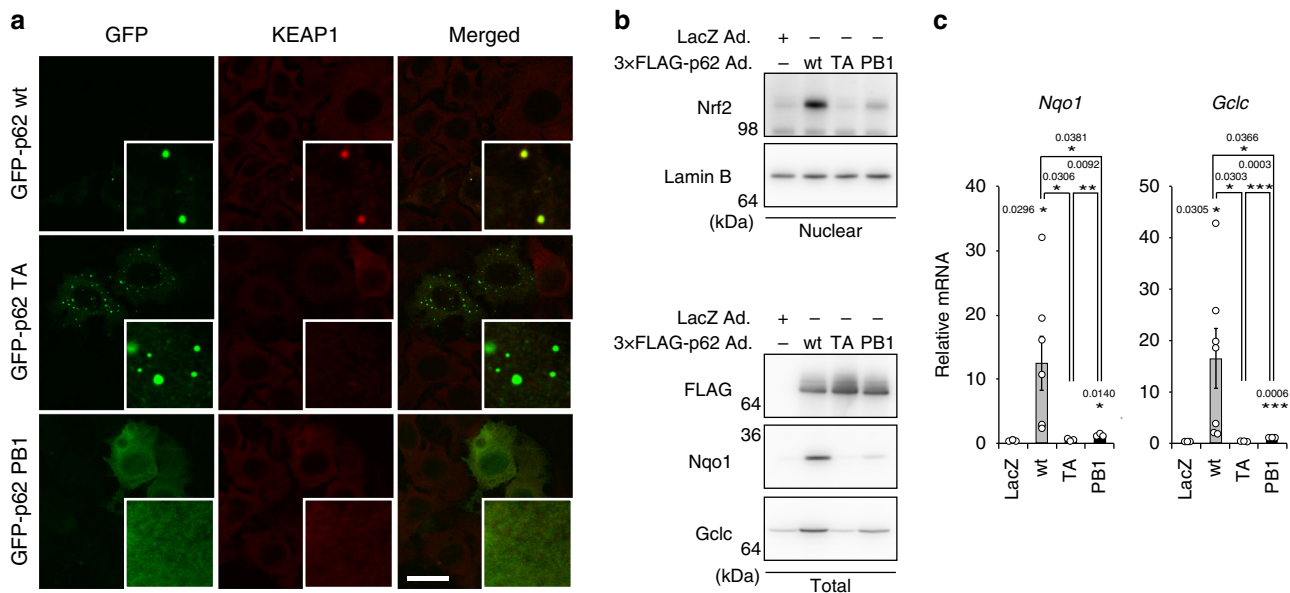 a
GFP KEAP1 Merged
GFP-p62 wt
GFP-p62 TA
GFP-p62 PB1
b
LacZ Ad. + – – –
3×FLAG-p62 Ad. – wt TA PB1
Nrf2
98
Lamin B
64
(kDa)
Nuclear
LacZ Ad. + – – –
3×FLAG-p62 Ad. – wt TA PB1
FLAG
64
36
Nqo1
Gclc
64
(kDa)
Total
c
Relative mRNA
Nqo1
0.0381
*
0.0092
0.0306
* **
0.0296 *
0.0140
*
40
30
20
10
0
LacZ wt TA PB1
Gclc
0.0366
*
0.0003
0.0303
* ***
0.0305 *
0.0006
***
50
40
30
20
10
0
LacZ wt TA PB1